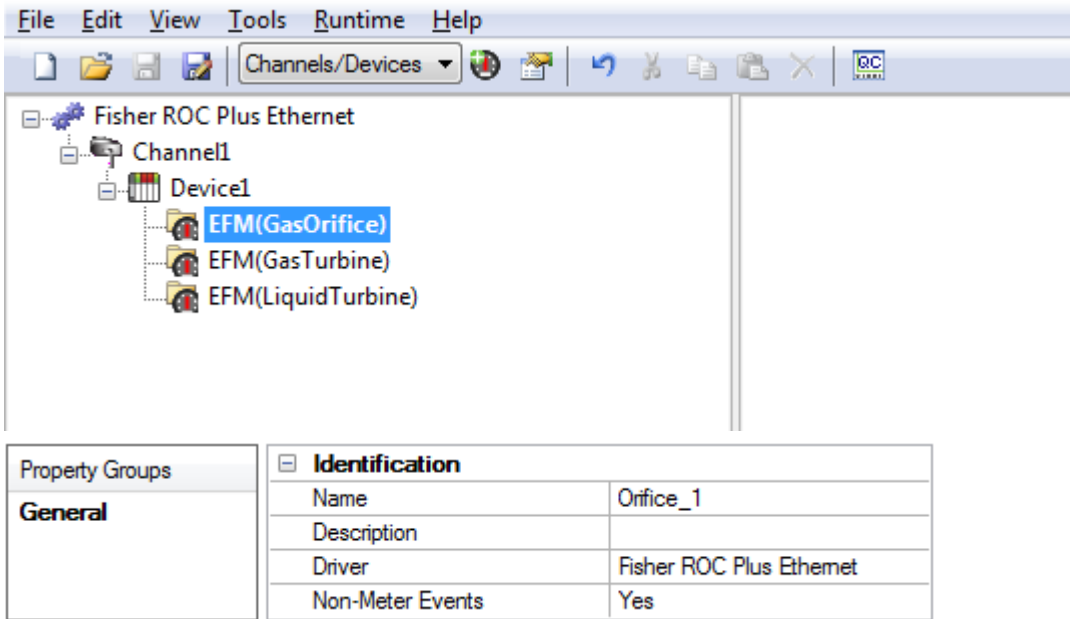 File Edit View Tools Runtime Help
Channels/Devices QC
Fisher ROC Plus Ethernet
Channel1
Device1
EFM(GasOrifice)
EFM(GasTurbine)
EFM(LiquidTurbine)
Property Groups
General
Identification
Name Orifice_1
Description
Driver Fisher ROC Plus Ethernet
Non-Meter Events Yes